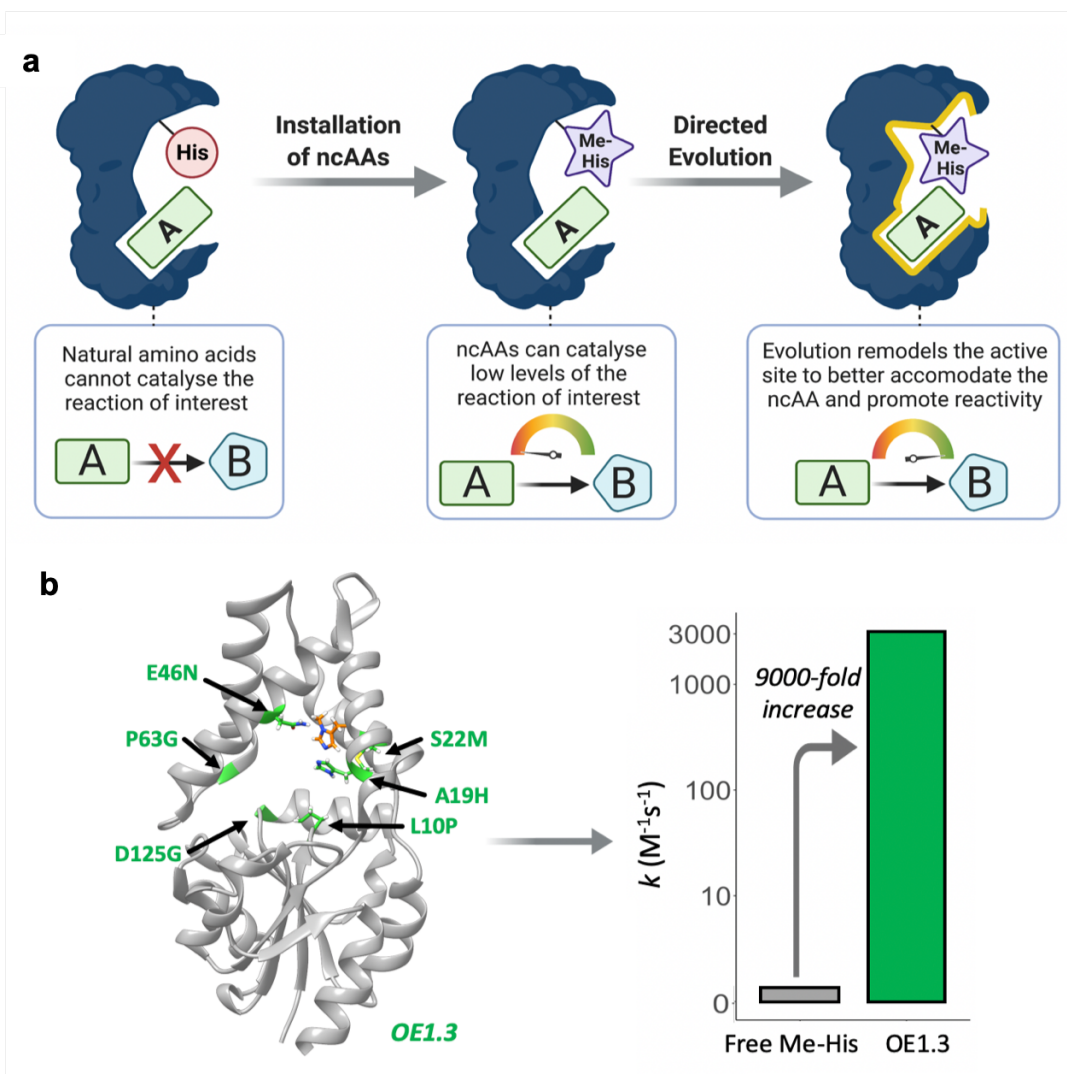 a
His
Installation
of ncAAs
Me-
His
Directed
Evolution
Me-
His
A
A
A
Natural amino acids
cannot catalyse the
reaction of interest
A
X
B
ncAAs can catalyse
low levels of the
reaction of interest
A
B
Evolution remodels the active
site to better accomodate the
ncAA and promote reactivity
A
B
b
E46N
P63G
D125G
S22M
A19H
L10P
OE1.3
k (M⁻¹s⁻¹)
3000
1000
100
10
0
9000-fold
increase
Free Me-His
OE1.3